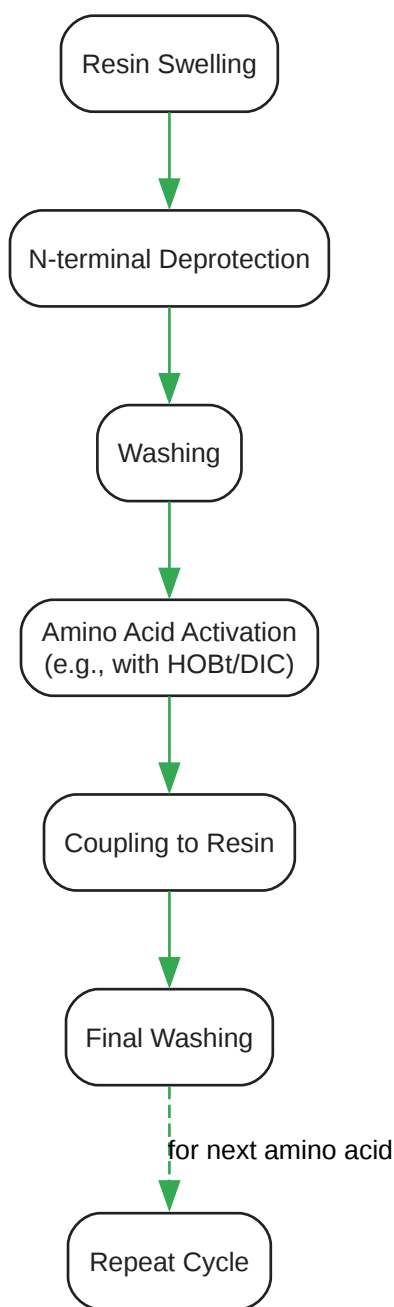 Resin Swelling
N-terminal Deprotection
Washing
Amino Acid Activation
(e.g., with HOBt/DIC)
Coupling to Resin
Final Washing
for next amino acid
Repeat Cycle